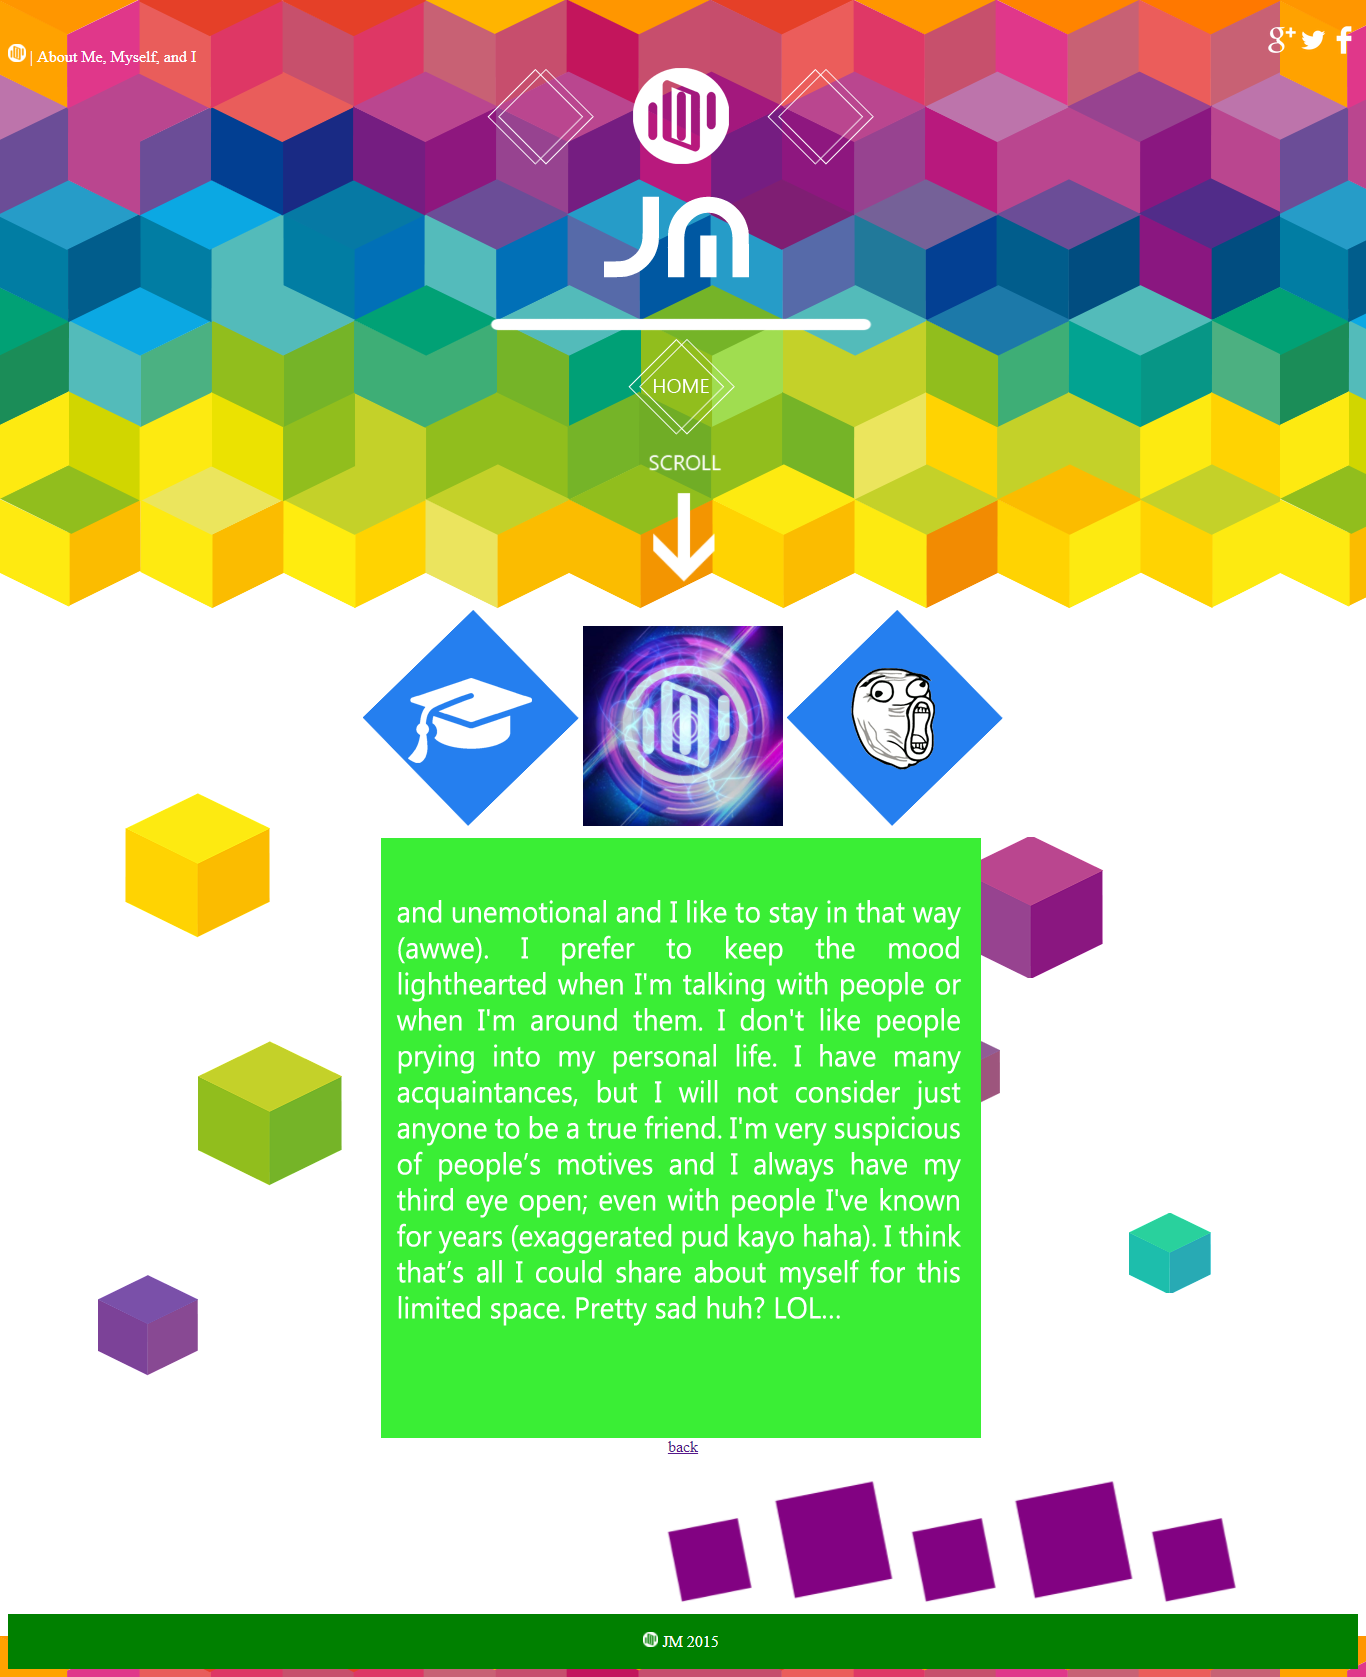 | About Me, Myself, and I
g+
JM
HOME
SCROLL
and unemotional and I like to stay in that way
(awwe). I prefer to keep the mood
lighthearted when I'm talking with people or
when I'm around them. I don't like people
prying into my personal life. I have many
acquaintances, but I will not consider just
anyone to be a true friend. I'm very suspicious
of people’s motives and I always have my
third eye open; even with people I've known
for years (exaggerated pud kayo haha). I think
that’s all I could share about myself for this
limited space. Pretty sad huh? LOL...
back
JM 2015